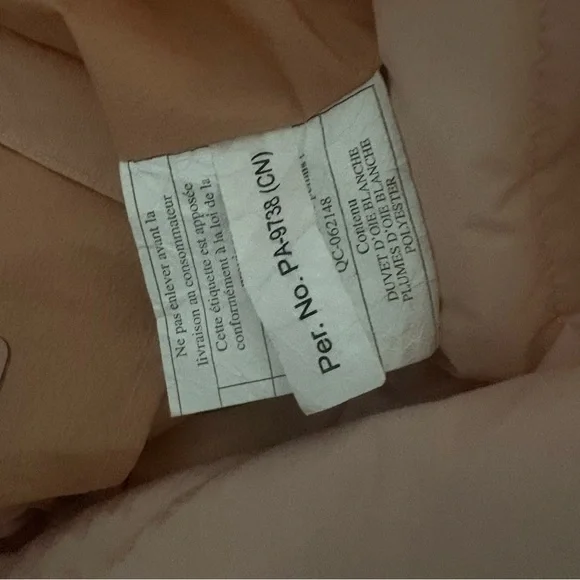 Ne pas enlever avant la
livraison au consommateur
Cette étiquette est apposée
conformément à la loi de la
Per. No. PA-9738 (CN)
QC-062148
Contenu
DUVET D'OIE BLANCHE
PLUMES D'OIE BLANCHE
POLYESTER